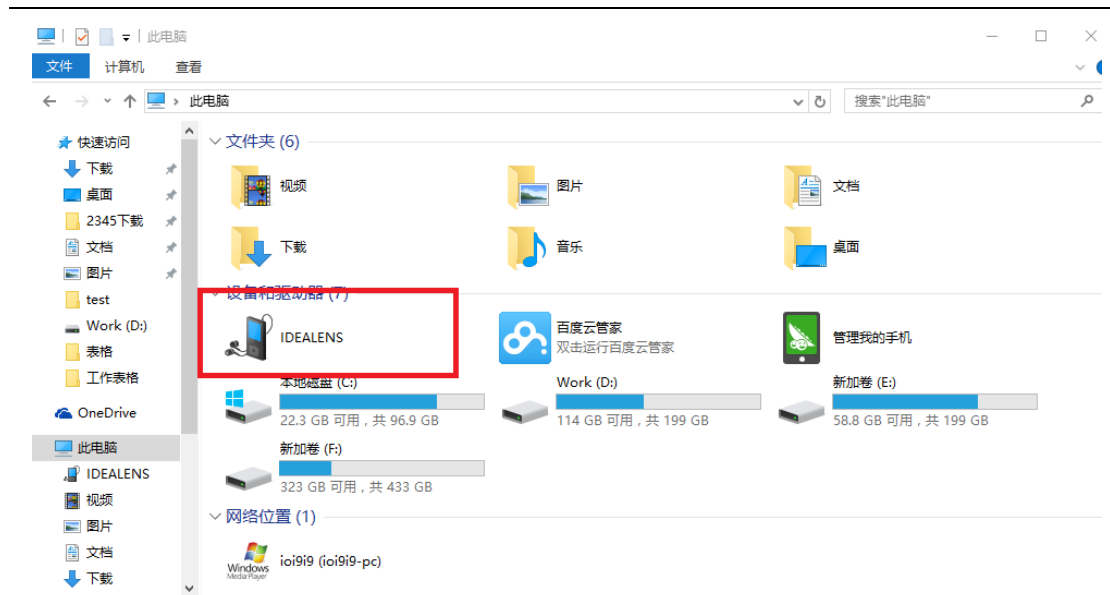 此电脑
文件 计算机 查看
此电脑 搜索"此电脑"
快速访问
下载
桌面
2345下载
文档
图片
test
Work (D:)
表格
工作表格
OneDrive
此电脑
IDEALENS
视频
图片
文档
下载
文件夹 (6)
视频 图片 文档
下载 音乐 桌面
设备和驱动器 (7)
IDEALENS
百度云管家
双击运行百度云管家
管理我的手机
本地磁盘 (C:)
22.3 GB 可用，共 96.9 GB
Work (D:)
114 GB 可用，共 199 GB
新加卷 (E:)
58.8 GB 可用，共 199 GB
新加卷 (F:)
323 GB 可用，共 433 GB
网络位置 (1)
Windows
Media Player
ioi9i9 (ioi9i9-pc)